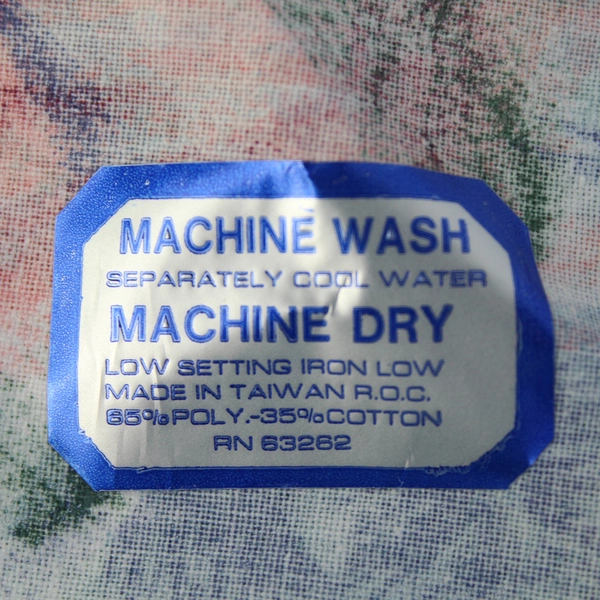 MACHINE WASH
SEPARATELY COOL WATER
MACHINE DRY
LOW SETTING IRON LOW
MADE IN TAIWAN R.O.C.
65%POLY.-35%COTTON
RN 63262